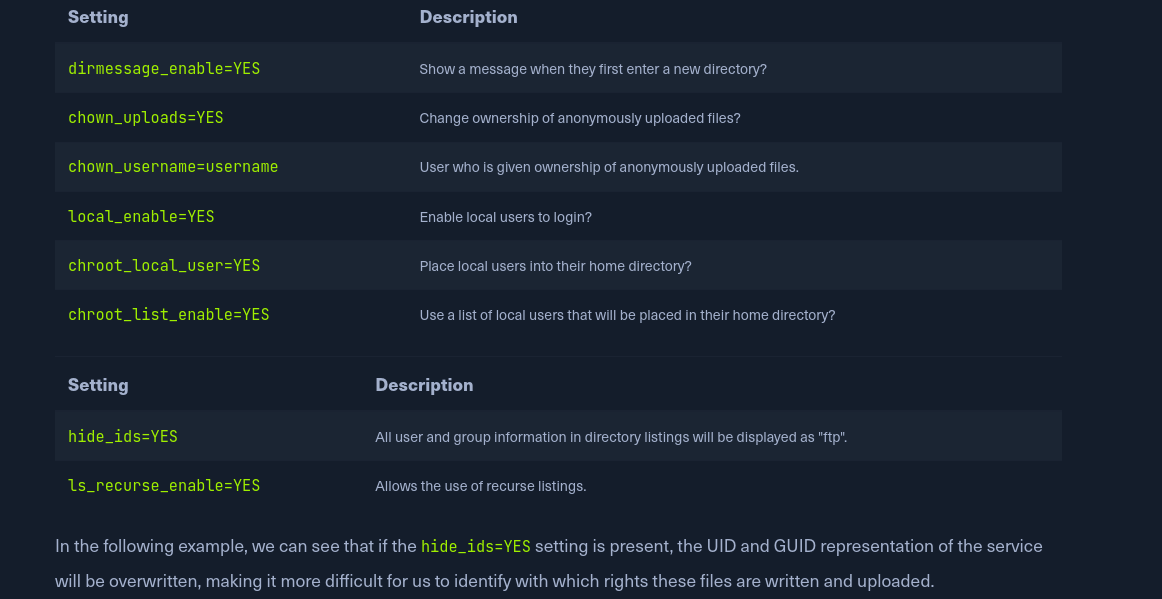 Setting Description
dirmessage_enable=YES Show a message when they first enter a new directory?
chown_uploads=YES Change ownership of anonymously uploaded files?
chown_username=username User who is given ownership of anonymously uploaded files.
local_enable=YES Enable local users to login?
chroot_local_user=YES Place local users into their home directory?
chroot_list_enable=YES Use a list of local users that will be placed in their home directory?
Setting Description
hide_ids=YES All user and group information in directory listings will be displayed as "ftp".
ls_recurse_enable=YES Allows the use of recurse listings.
In the following example, we can see that if the hide_ids=YES setting is present, the UID and GUID representation of the service
will be overwritten, making it more difficult for us to identify with which rights these files are written and uploaded.